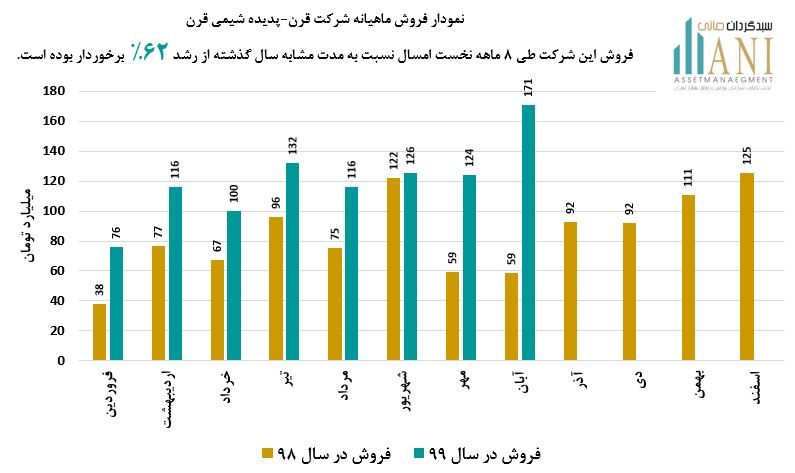 نمودار فروش ماهیانه شرکت قرن-پدیده شیمی قرن
فروش این شرکت طی ۸ ماهه نخست امسال نسبت به مدت مشابه سال گذشته از رشد ۶۲٪ برخوردار بوده است.
سبدگردان مانی
MANI
ASSETMANAEGMENT
میلیارد تومان
180
160
140
120
100
80
60
40
20
0
38 76
77 116
67 100
96 132
75 116
122 126
59 124
59 171
92
92
111
125
فروردین
اردیبهشت
خرداد
تیر
مرداد
شهریور
مهر
آبان
آذر
دی
بهمن
اسفند
فروش در سال ۹۸
فروش در سال ۹۹